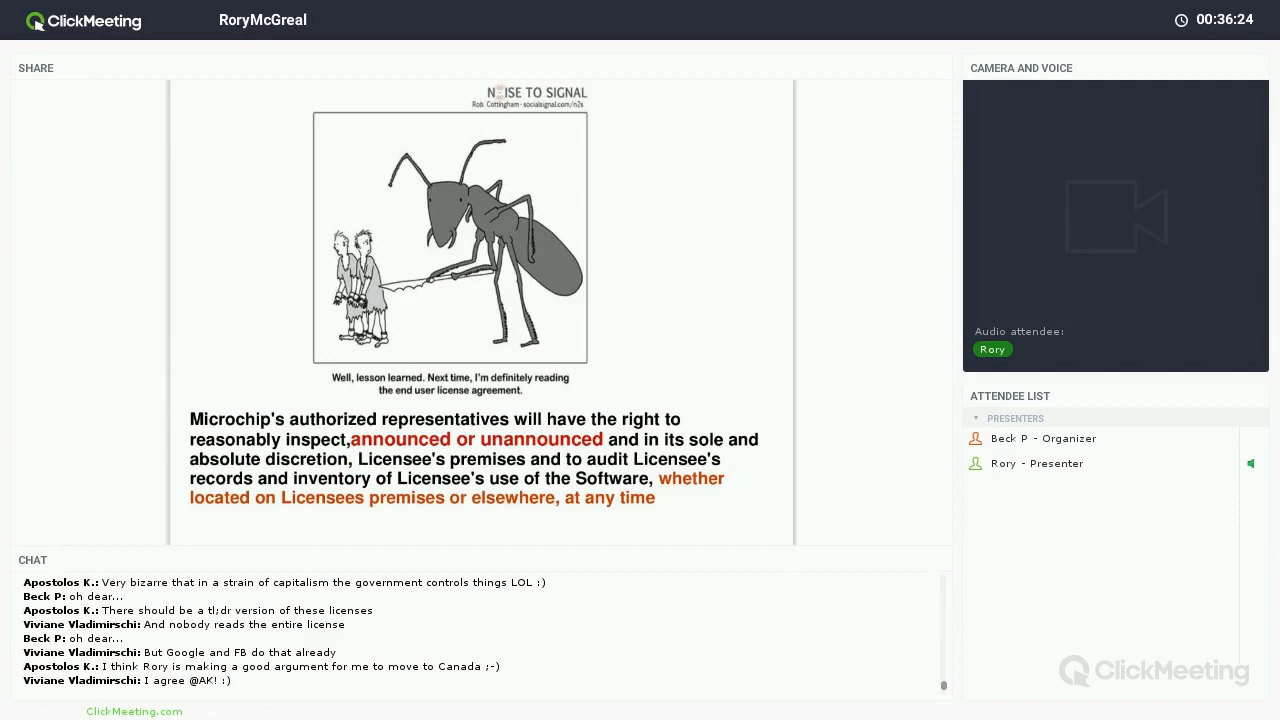 ClickMeeting
RoryMcGreal
00:36:24
SHARE
CAMERA AND VOICE
NOISE TO SIGNAL
Rob Cottingham - socialsignal.com/n2s
Well, lesson learned. Next time, I'm definitely reading
the end user license agreement.
Microchip's authorized representatives will have the right to
reasonably inspect,announced or unannounced and in its sole and
absolute discretion, Licensee's premises and to audit Licensee's
records and inventory of Licensee's use of the Software, whether
located on Licensees premises or elsewhere, at any time
Audio attendee:
Rory
ATTENDEE LIST
PRESENTERS
Beck P - Organizer
Rory - Presenter
CHAT
Apostolos K.: Very bizarre that in a strain of capitalism the government controls things LOL :)
Beck P: oh dear...
Apostolos K.: There should be a tl;dr version of these licenses
Viviane Vladimirschi: And nobody reads the entire license
Beck P: oh dear...
Viviane Vladimirschi: But Google and FB do that already
Apostolos K.: I think Rory is making a good argument for me to move to Canada ;-)
Viviane Vladimirschi: I agree @AK! :)
ClickMeeting
ClickMeeting.com